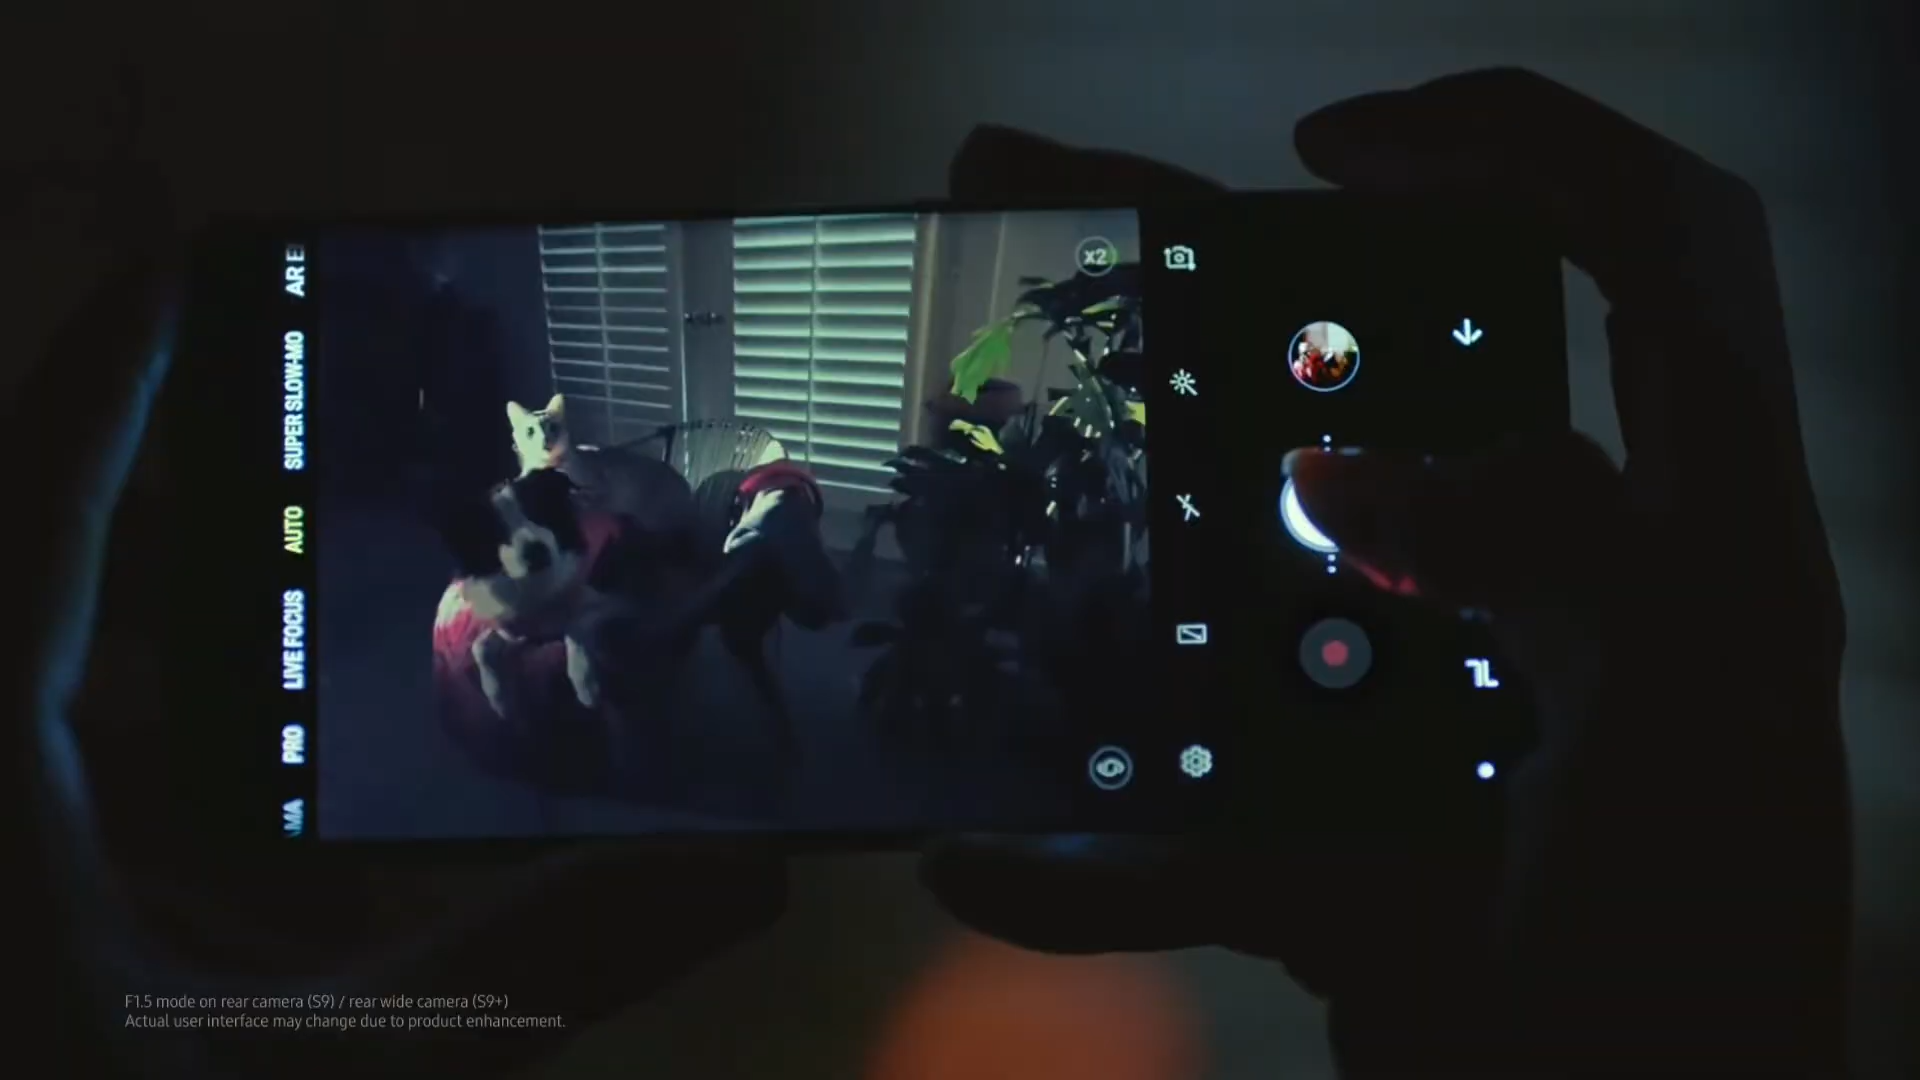 AR E
SUPER SLOW-MO
AUTO
LIVE FOCUS
PRO
AMA
x2
F1.5 mode on rear camera (S9) / rear wide camera (S9+)
Actual user interface may change due to product enhancement.